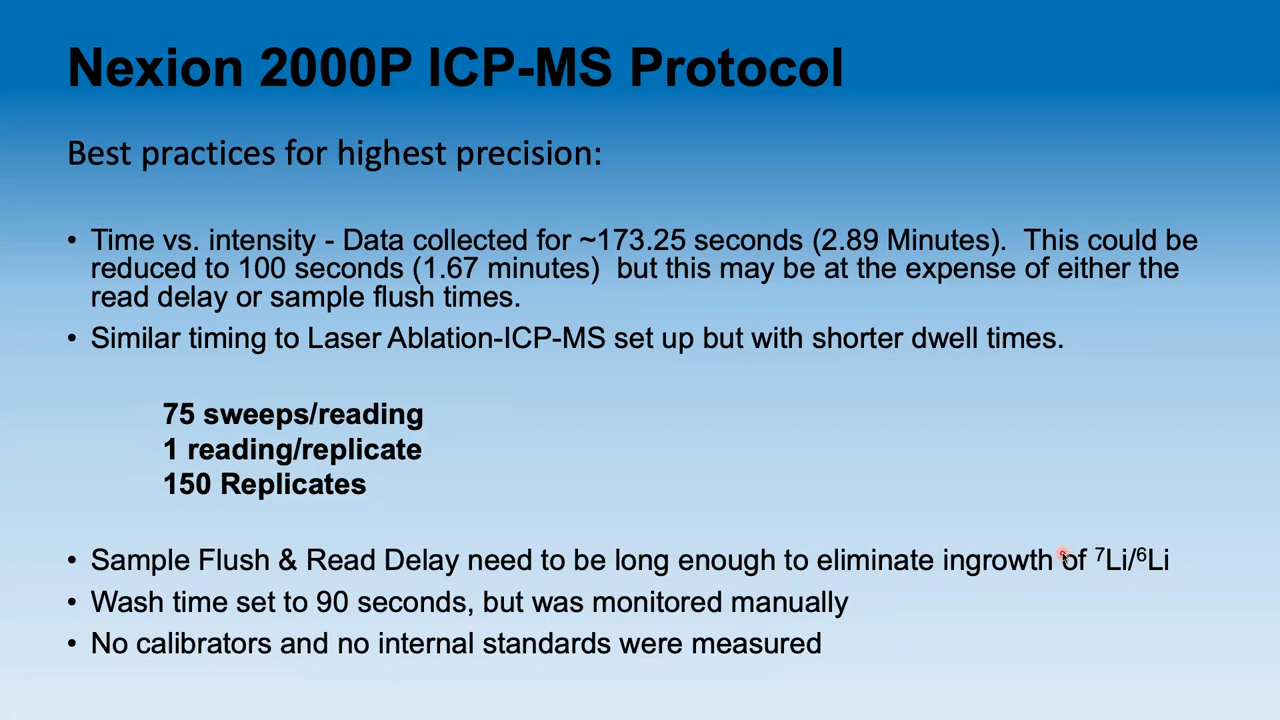 Nexion 2000P ICP-MS Protocol
Best practices for highest precision:
• Time vs. intensity - Data collected for ~173.25 seconds (2.89 Minutes).  This could be
reduced to 100 seconds (1.67 minutes)  but this may be at the expense of either the
read delay or sample flush times.
• Similar timing to Laser Ablation-ICP-MS set up but with shorter dwell times.
75 sweeps/reading
1 reading/replicate
150 Replicates
• Sample Flush & Read Delay need to be long enough to eliminate ingrowth of ⁷Li/⁶Li
• Wash time set to 90 seconds, but was monitored manually
• No calibrators and no internal standards were measured